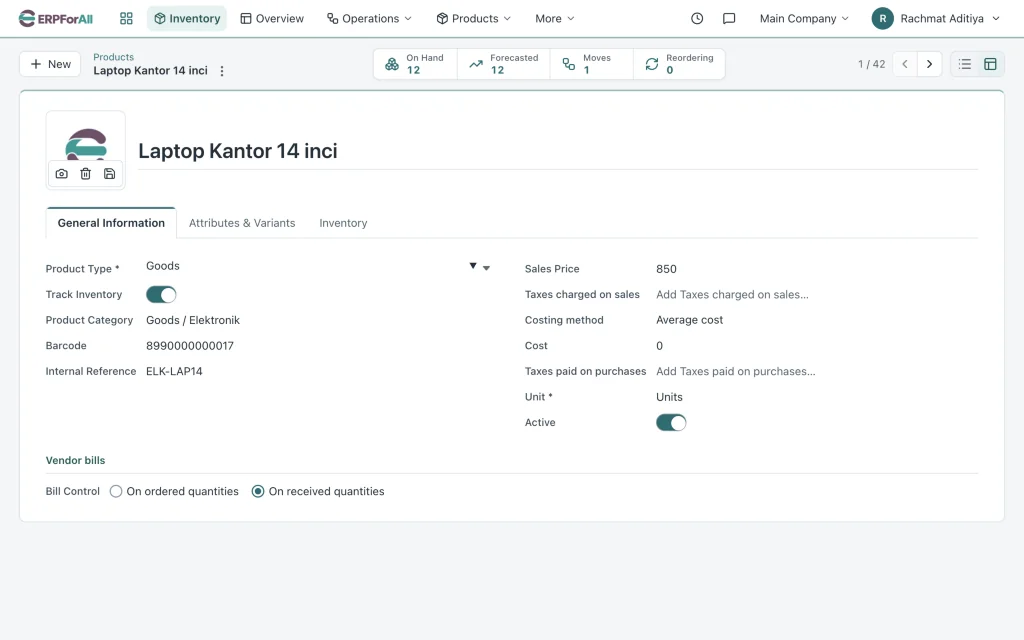 ERPForAll
Inventory
Overview
Operations
Products
More
Main Company
R
Rachmat Aditiya
New
Products
Laptop Kantor 14 inci
On Hand
12
Forecasted
12
Moves
1
Reordering
0
1 / 42
Laptop Kantor 14 inci
General Information
Attributes & Variants
Inventory
Product Type *
Goods
Track Inventory
Product Category
Goods / Elektronik
Barcode
8990000000017
Internal Reference
ELK-LAP14
Sales Price
850
Taxes charged on sales
Add Taxes charged on sales...
Costing method
Average cost
Cost
0
Taxes paid on purchases
Add Taxes paid on purchases...
Unit *
Units
Active
Vendor bills
Bill Control
On ordered quantities
On received quantities